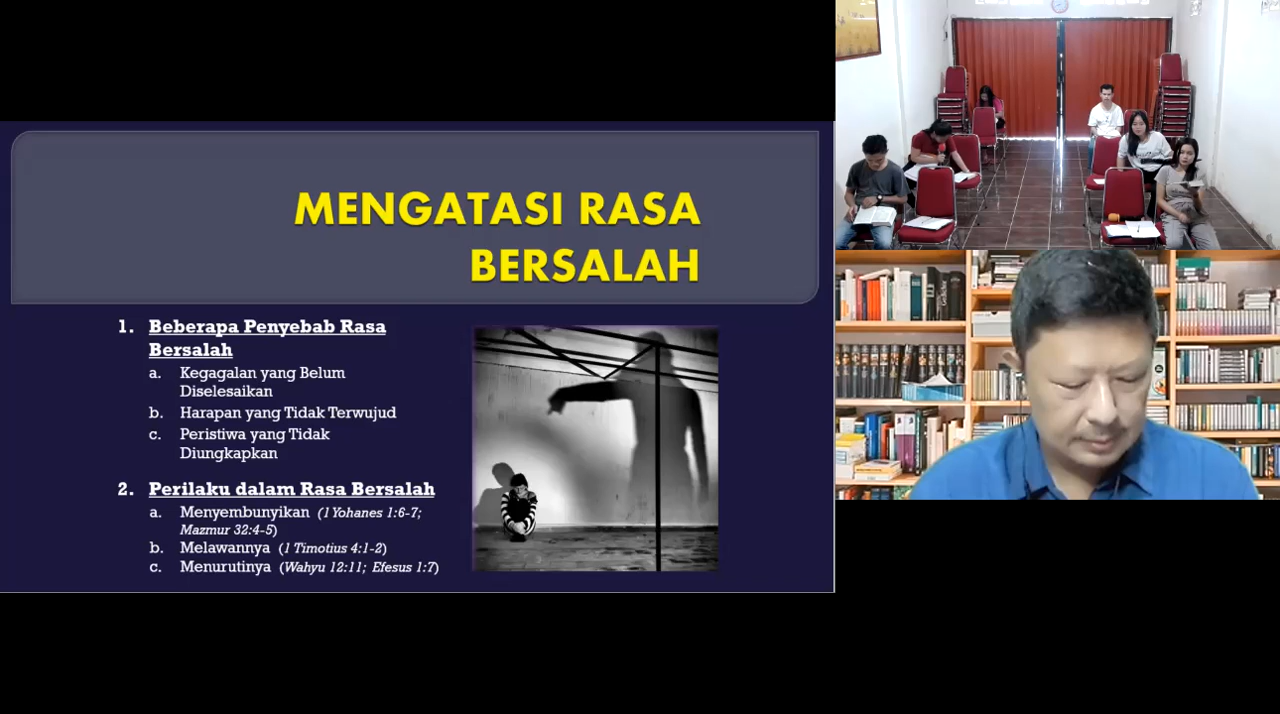 MENGATASI RASA
BERSALAH
1. Beberapa Penyebab Rasa
Bersalah
a. Kegagalan yang Belum
Diselesaikan
b. Harapan yang Tidak Terwujud
c. Peristiwa yang Tidak
Diungkapkan
2. Perilaku dalam Rasa Bersalah
a. Menyembunyikan (1 Yohanes 1:6-7;
Mazmur 32:4-5)
b. Melawannya (1 Timotius 4:1-2)
c. Menurutinya (Wahyu 12:11; Efesus 1:7)